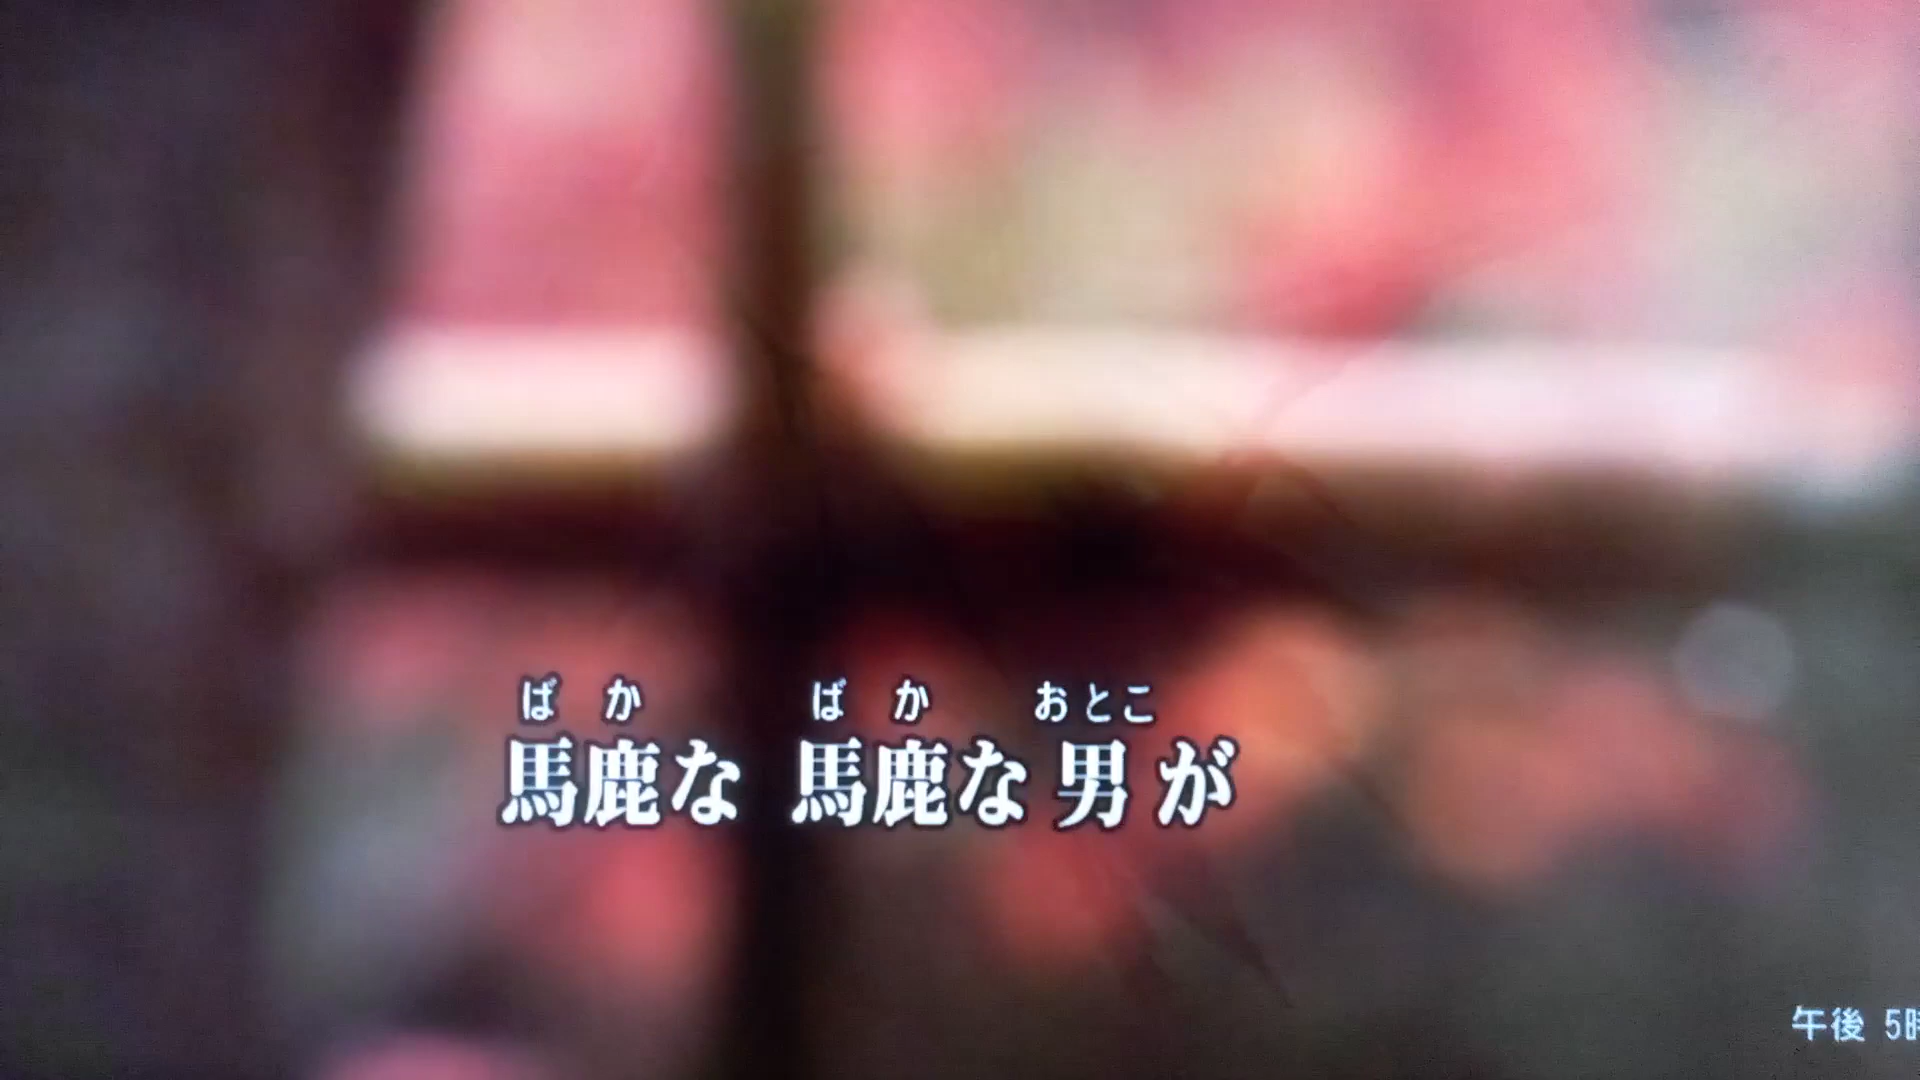 ばか ばか おとこ
馬鹿な 馬鹿な 男 が
午後 5時